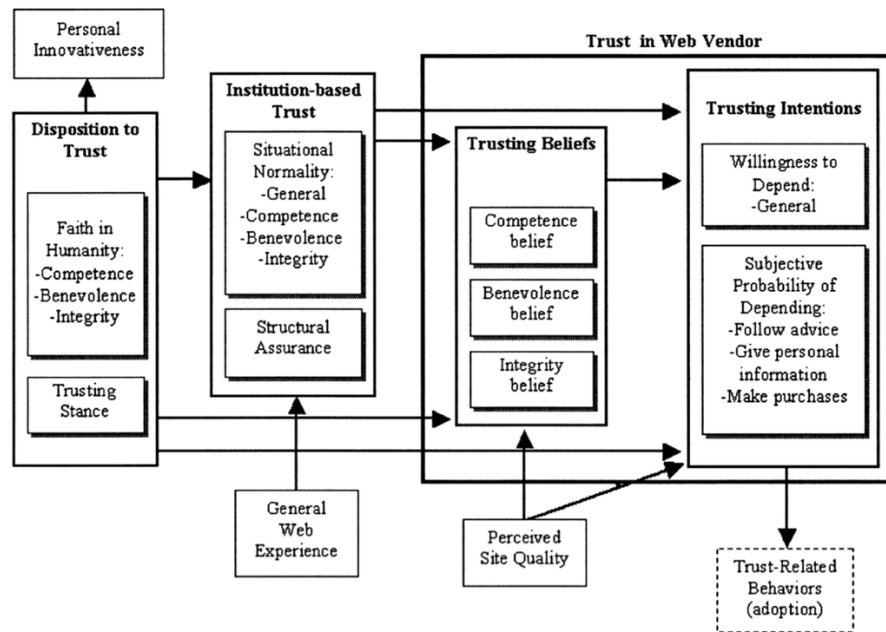 Personal
Innovativeness
Disposition to
Trust
Faith in
Humanity:
-Competence
-Benevolence
-Integrity
Trusting
Stance
Institution-based
Trust
Situational
Normality:
-General
-Competence
-Benevolence
-Integrity
Structural
Assurance
General
Web
Experience
Trust in Web Vendor
Trusting Beliefs
Competence
belief
Benevolence
belief
Integrity
belief
Perceived
Site Quality
Trusting Intentions
Willingness to
Depend:
-General
Subjective
Probability of
Depending:
-Follow advice
-Give personal
information
-Make purchases
Trust-Related
Behaviors
(adoption)